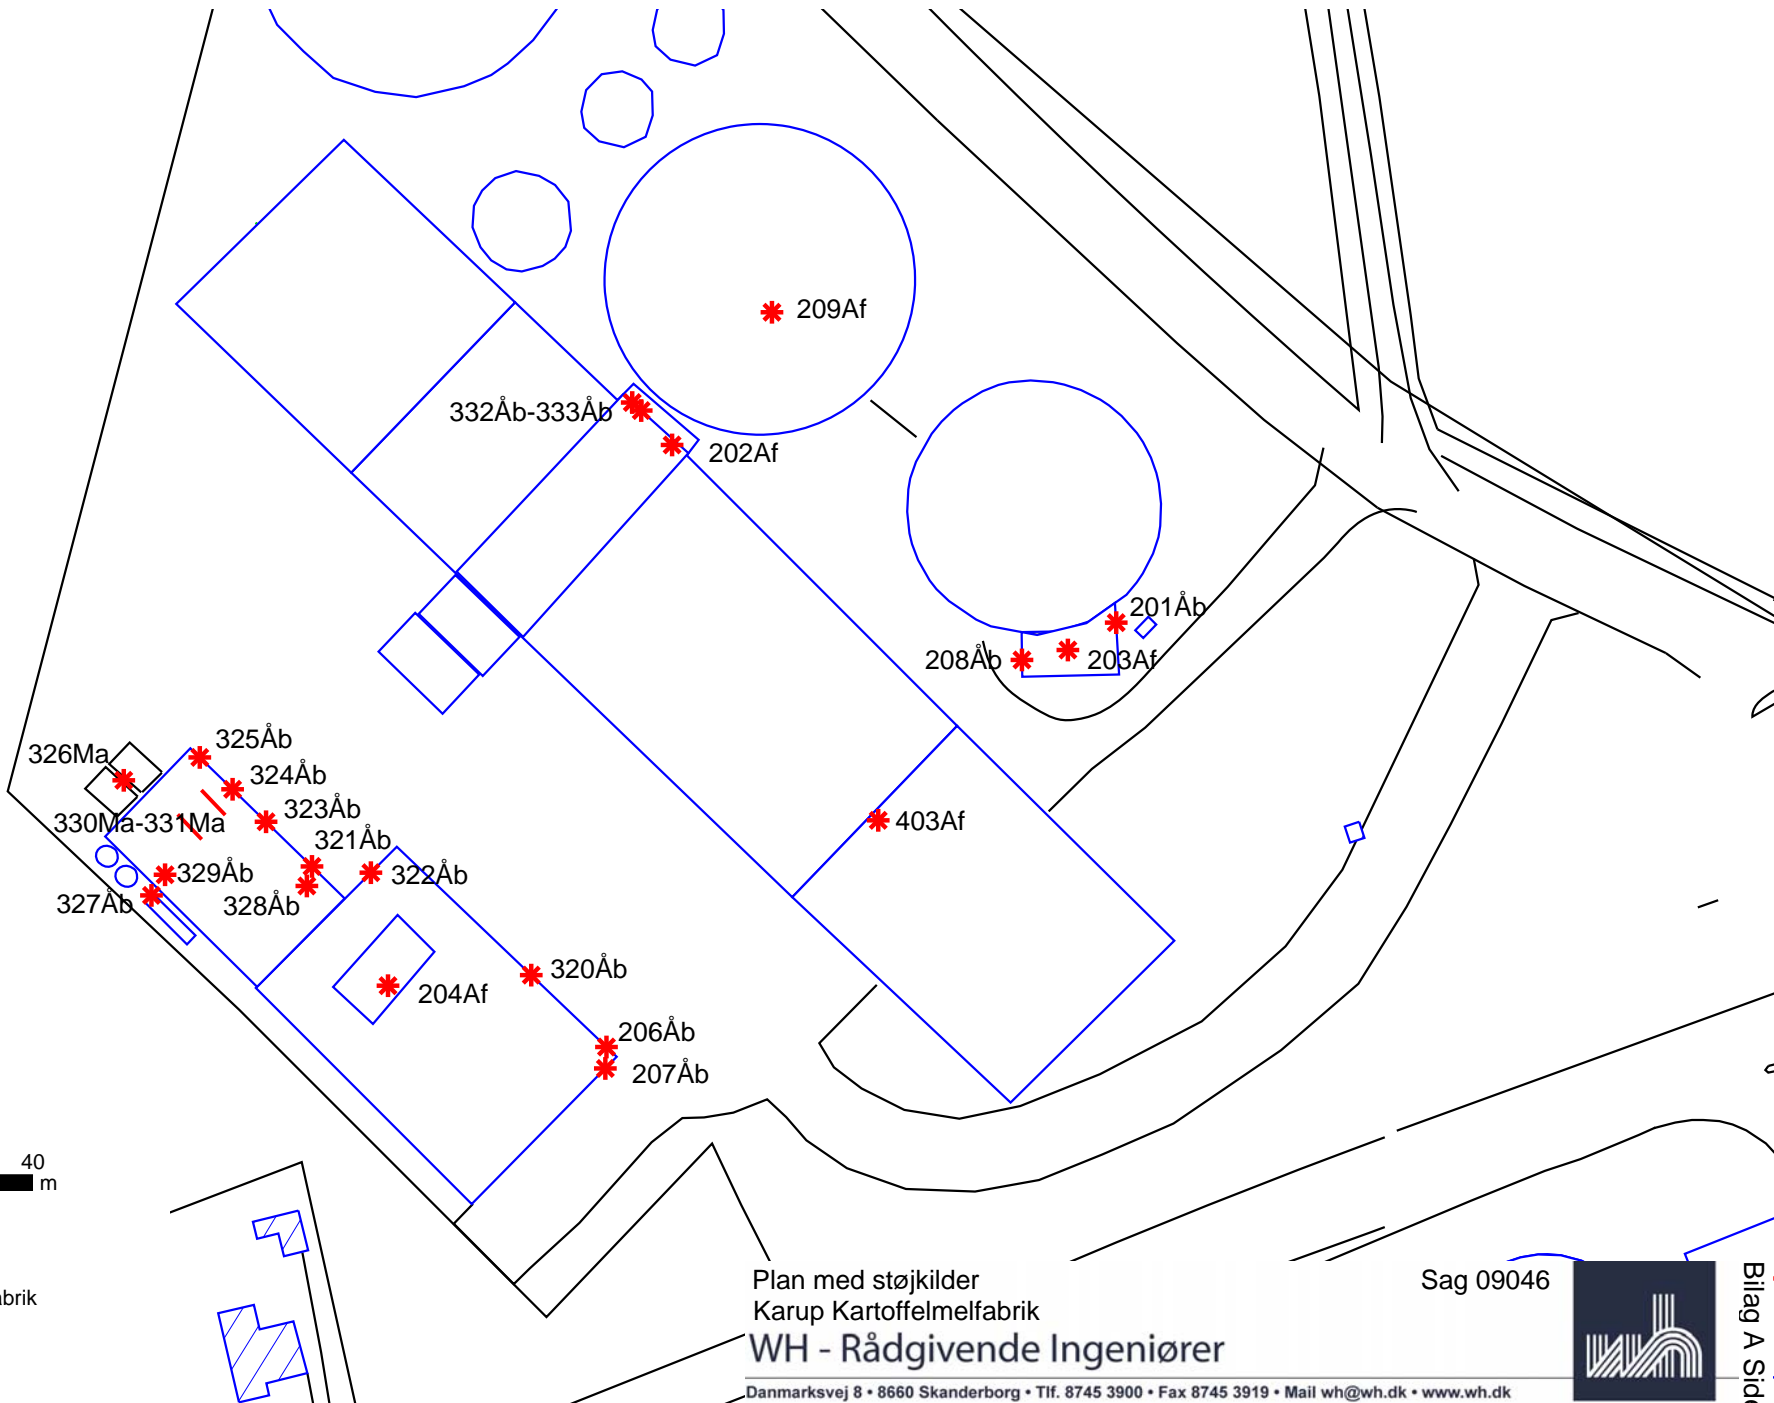 209Af
332Åb-333Åb
202Af
201Åb
208Åb
203Af
325Åb
326Ma
324Åb
330Ma-331Ma
323Åb
403Af
321Åb
329Åb
322Åb
327Åb
328Åb
320Åb
204Af
206Åb
207Åb
40
m
Plan med støjkilder
Sag 09046
Karup Kartoffelmelfabrik
WH - Rådgivende Ingeniører
Danmarksvej 8 • 8660 Skanderborg • Tlf. 8745 3900 • Fax 8745 3919 • Mail wh@wh.dk • www.wh.dk
Bilag A